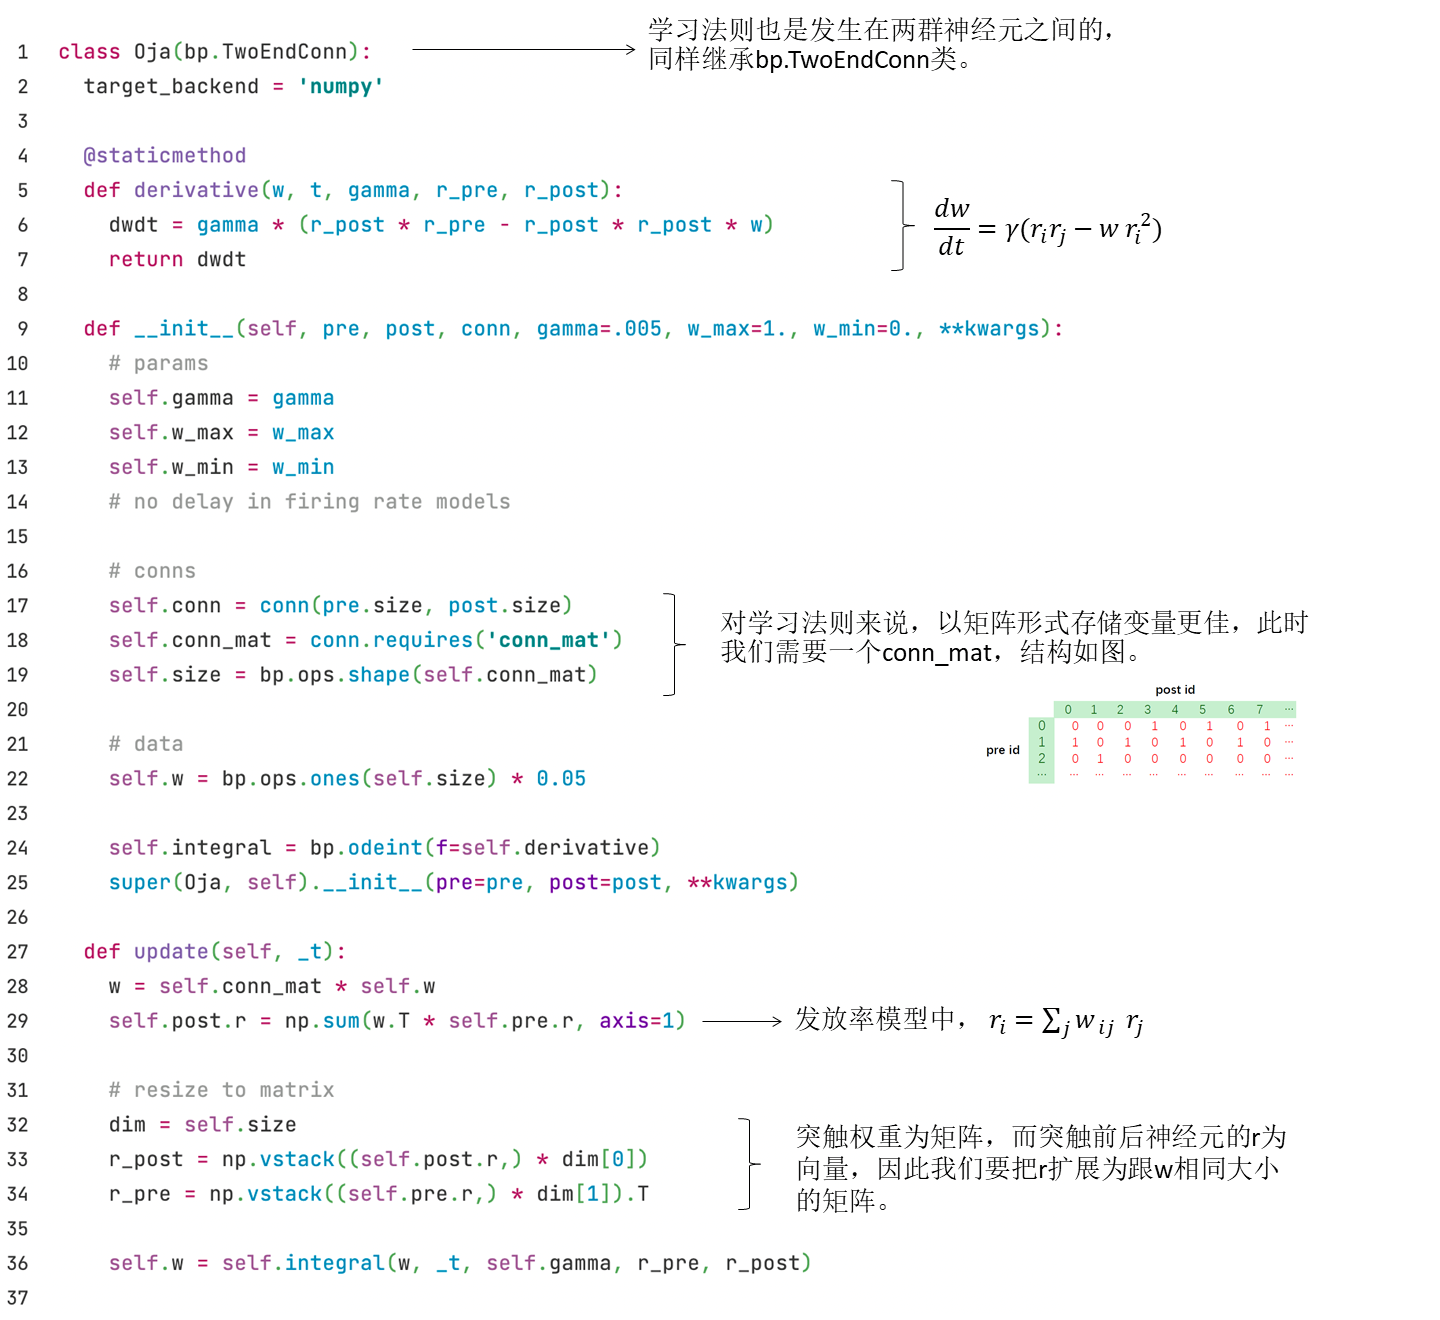 学习法则也是发生在两群神经元之间的，
同样继承bp.TwoEndConn类。
1 class Oja(bp.TwoEndConn):
2 target_backend = 'numpy'
3
4 @staticmethod
5 def derivative(w, t, gamma, r_pre, r_post):
6 dwdt = gamma * (r_post * r_pre - r_post * r_post * w)
7 return dwdt
dw/dt = γ(r_i r_j − w r_i²)
8
9 def __init__(self, pre, post, conn, gamma=.005, w_max=1., w_min=0., **kwargs):
10 # params
11 self.gamma = gamma
12 self.w_max = w_max
13 self.w_min = w_min
14 # no delay in firing rate models
15
16 # conns
17 self.conn = conn(pre.size, post.size)
18 self.conn_mat = conn.requires('conn_mat')
19 self.size = bp.ops.shape(self.conn_mat)
对学习法则来说，以矩阵形式存储变量更佳，此时
我们需要一个conn_mat，结构如图。
post id
0 1 2 3 4 5 6 7 ...
0 0 0 0 1 0 1 0 1 ...
pre id
1 1 0 1 0 1 0 1 0 ...
2 0 1 0 0 0 0 0 0 ...
... ... ... ... ... ... ... ... ... ...
20
21 # data
22 self.w = bp.ops.ones(self.size) * 0.05
23
24 self.integral = bp.odeint(f=self.derivative)
25 super(Oja, self).__init__(pre=pre, post=post, **kwargs)
26
27 def update(self, _t):
28 w = self.conn_mat * self.w
29 self.post.r = np.sum(w.T * self.pre.r, axis=1)
发放率模型中， r_i = ∑_j w_ij r_j
30
31 # resize to matrix
32 dim = self.size
33 r_post = np.vstack((self.post.r,) * dim[0])
34 r_pre = np.vstack((self.pre.r,) * dim[1]).T
突触权重为矩阵，而突触前后神经元的r为
向量，因此我们要把r扩展为跟w相同大小
的矩阵。
35
36 self.w = self.integral(w, _t, self.gamma, r_pre, r_post)
37